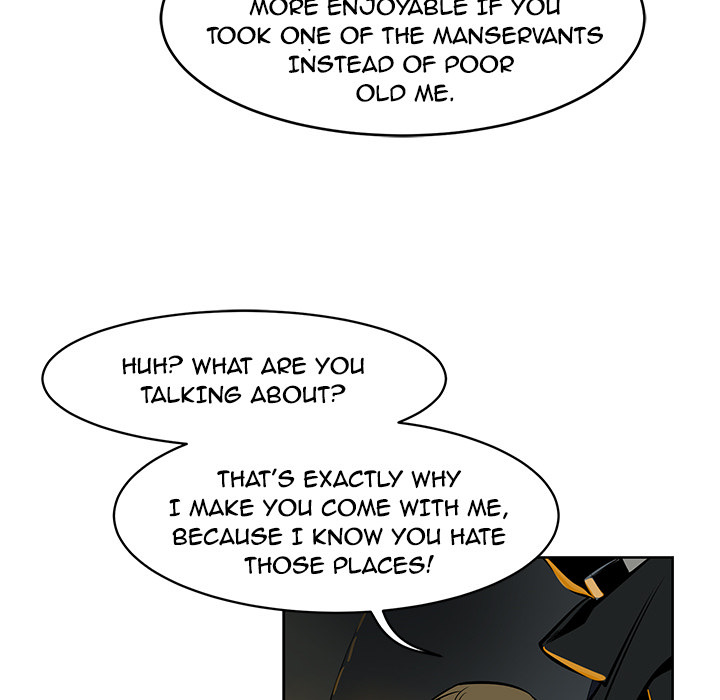 MORE ENJOYABLE IF YOU
TOOK ONE OF THE MANSERVANTS
INSTEAD OF POOR
OLD ME.
HUH? WHAT ARE YOU
TALKING ABOUT?
THAT'S EXACTLY WHY
I MAKE YOU COME WITH ME,
BECAUSE I KNOW YOU HATE
THOSE PLACES!